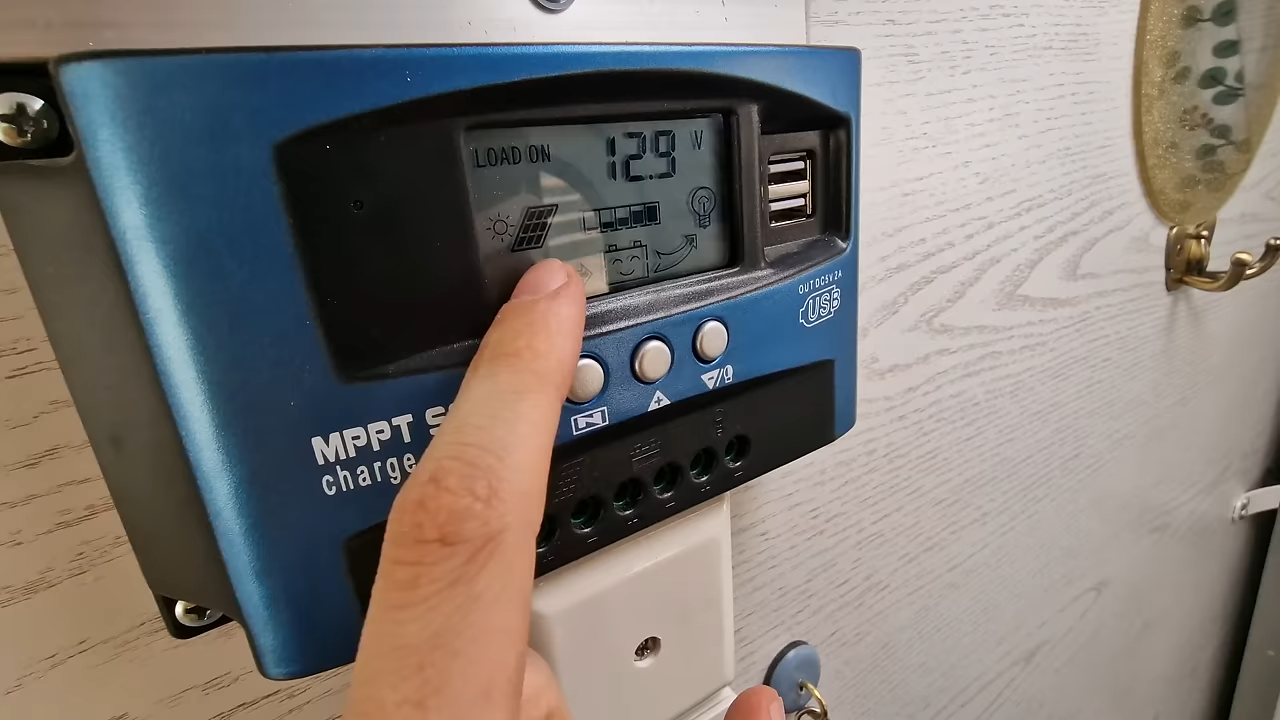 LOAD ON 12.9 V
OUT DC5V 2A
USB
MPPT S
charge